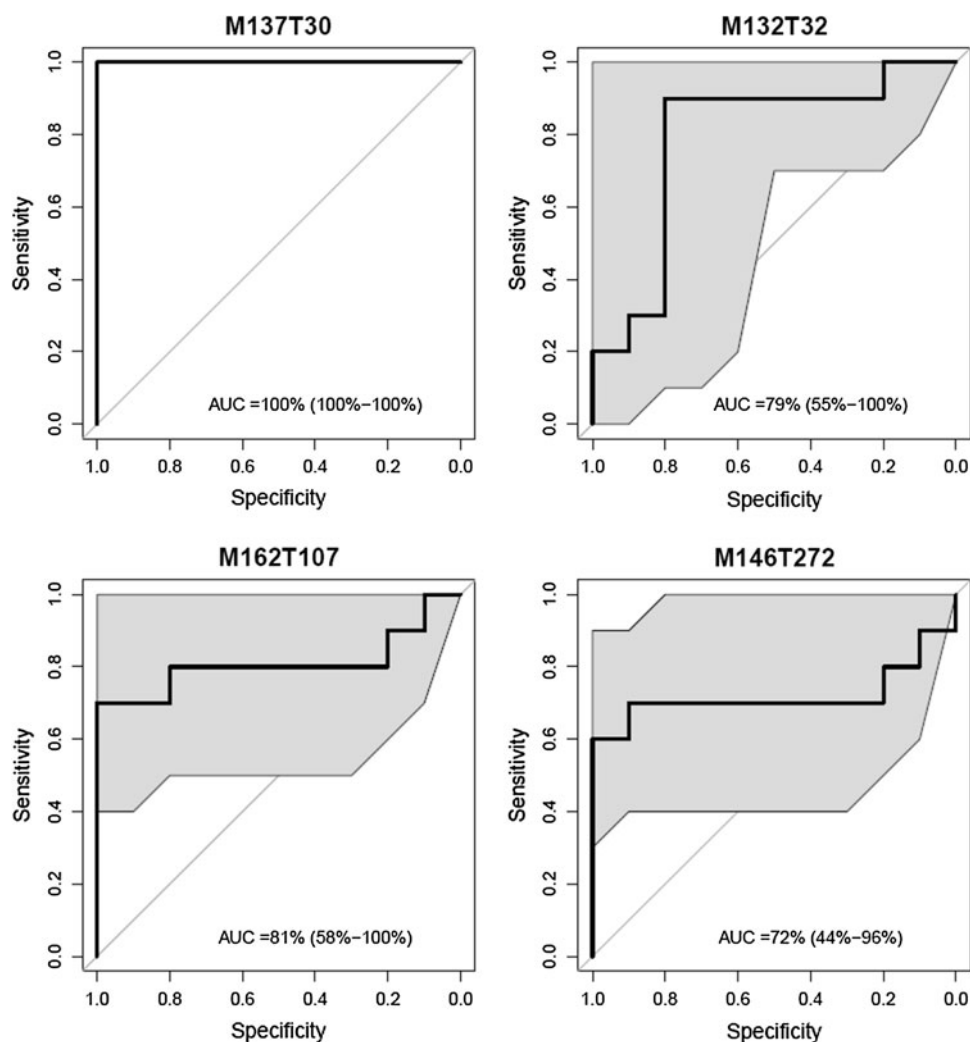 M137T30
1.0
0.8
0.6
0.4
0.2
0.0
Sensitivity
AUC =100% (100%−100%)
1.0 0.8 0.6 0.4 0.2 0.0
Specificity
M132T32
1.0
0.8
0.6
0.4
0.2
0.0
Sensitivity
AUC =79% (55%−100%)
1.0 0.8 0.6 0.4 0.2 0.0
Specificity
M162T107
1.0
0.8
0.6
0.4
0.2
0.0
Sensitivity
AUC =81% (58%−100%)
1.0 0.8 0.6 0.4 0.2 0.0
Specificity
M146T272
1.0
0.8
0.6
0.4
0.2
0.0
Sensitivity
AUC =72% (44%−96%)
1.0 0.8 0.6 0.4 0.2 0.0
Specificity